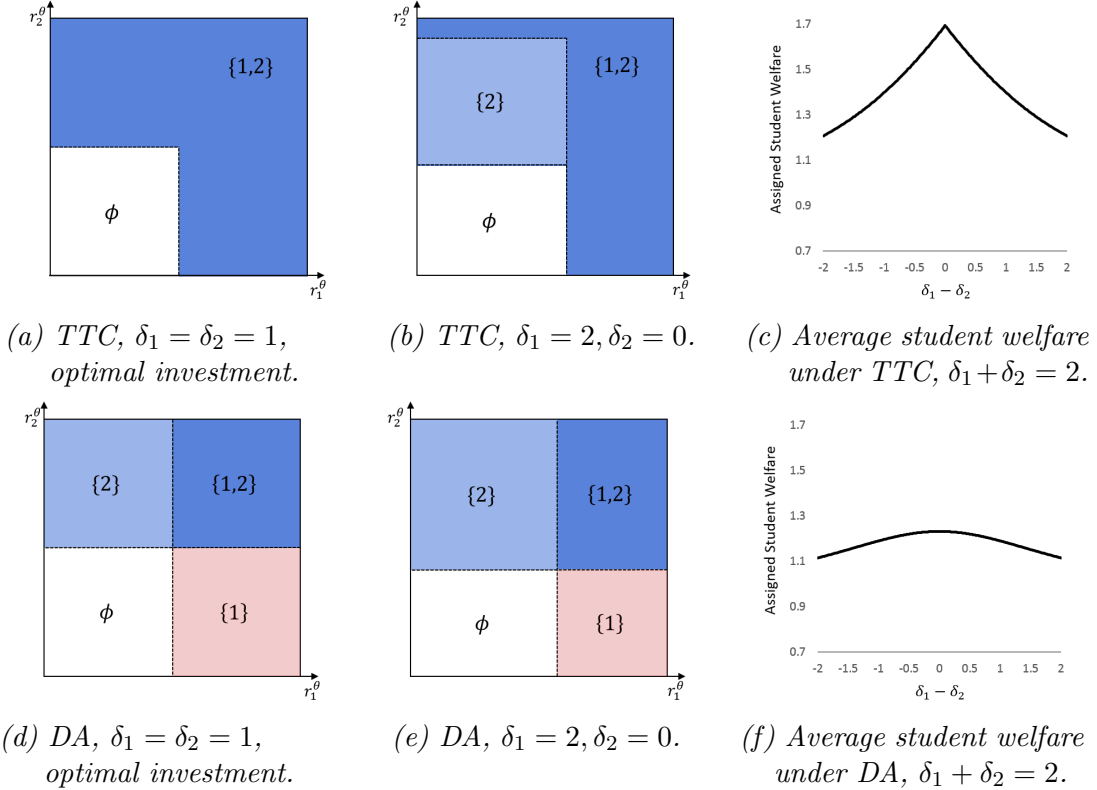 r₂^θ
{1,2}
ϕ
r₁^θ
(a) TTC, δ₁ = δ₂ = 1,
optimal investment.
r₂^θ
{1,2}
{2}
ϕ
r₁^θ
(b) TTC, δ₁ = 2, δ₂ = 0.
Assigned Student Welfare
1.7
1.5
1.3
1.1
0.9
0.7
-2 -1.5 -1 -0.5 0 0.5 1 1.5 2
δ₁ − δ₂
(c) Average student welfare
under TTC, δ₁+δ₂ = 2.
r₂^θ
{2} {1,2}
ϕ {1}
r₁^θ
(d) DA, δ₁ = δ₂ = 1,
optimal investment.
r₂^θ
{2} {1,2}
ϕ {1}
r₁^θ
(e) DA, δ₁ = 2, δ₂ = 0.
Assigned Student Welfare
1.7
1.5
1.3
1.1
0.9
0.7
-2 -1.5 -1 -0.5 0 0.5 1 1.5 2
δ₁ − δ₂
(f) Average student welfare
under DA, δ₁ + δ₂ = 2.